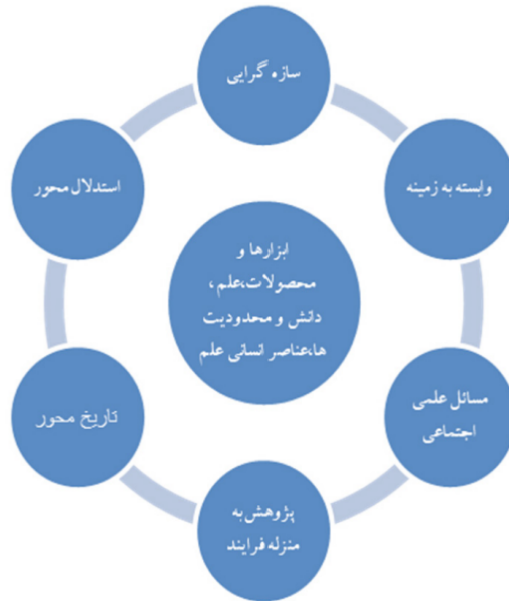 سازه گرایی
وابسته به زمینه
مسائل علمی
اجتماعی
پژوهش به
منزله فرایند
تاریخ محور
استدلال محور
ابزارها و
محصولات،علم ،
دانش و محدودیت
ها،عناصر انسانی علم